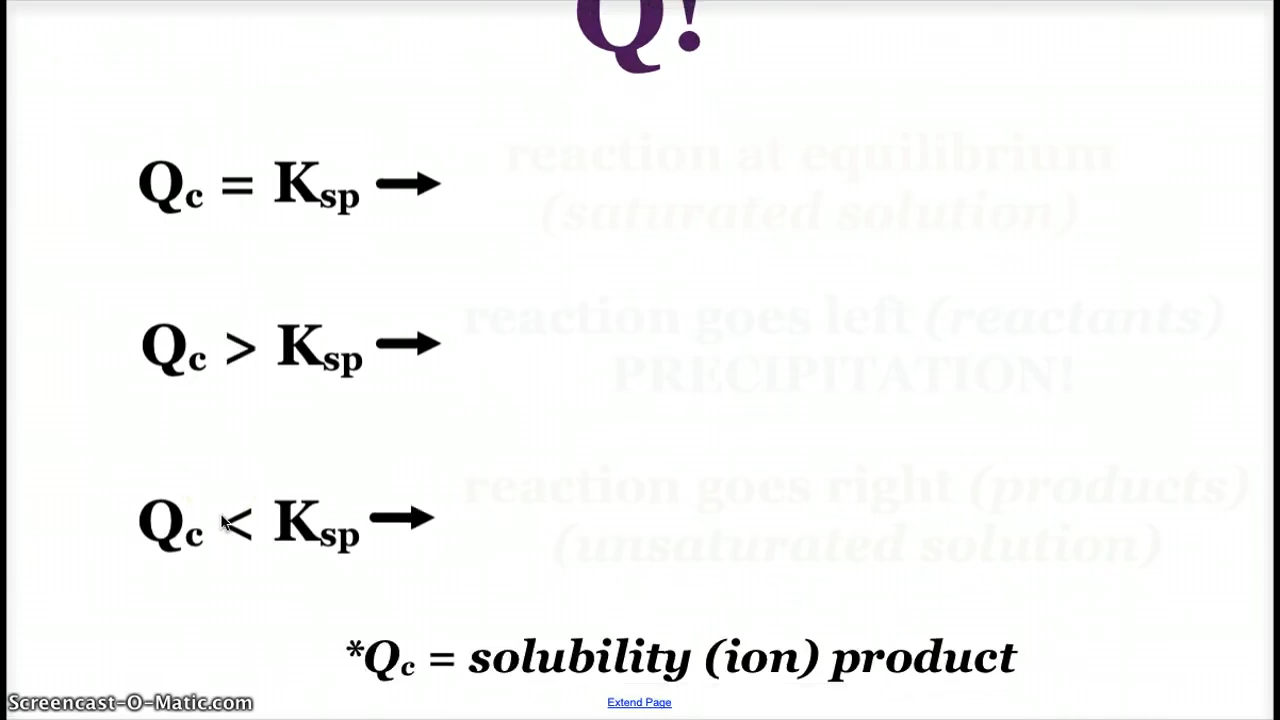 Q!
Qc = Ksp →
reaction at equilibrium
(saturated solution)
Qc > Ksp →
reaction goes left (reactants)
PRECIPITATION!
Qc < Ksp →
reaction goes right (products)
(unsaturated solution)
*Qc = solubility (ion) product
Extend Page
Screencast-O-Matic.com